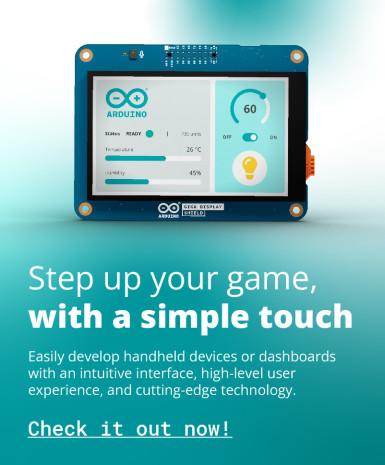 ARDUINO
60
Status READY
OFF ON
Temperature 26 °C
Humidity 45%
ARDUINO
GIGA DISPLAY
SHIELD
Step up your game,
with a simple touch
Easily develop handheld devices or dashboards
with an intuitive interface, high-level user
experience, and cutting-edge technology.
Check it out now!